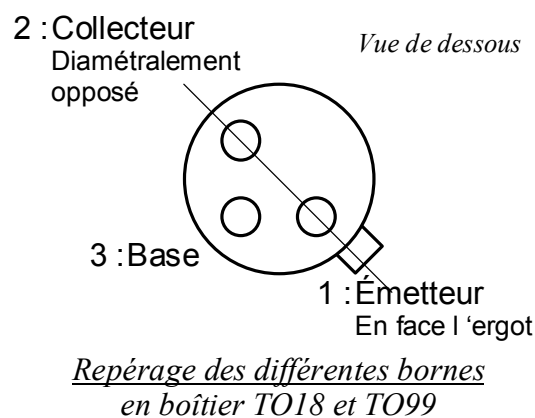 2 :Collecteur
Diamétralement
opposé
Vue de dessous
3 :Base
1 :Émetteur
En face l ‘ergot
Repérage des différentes bornes
en boîtier TO18 et TO99